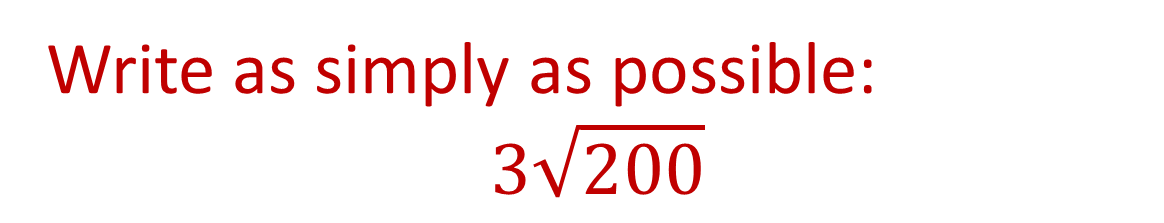 Write as simply as possible:
3√200